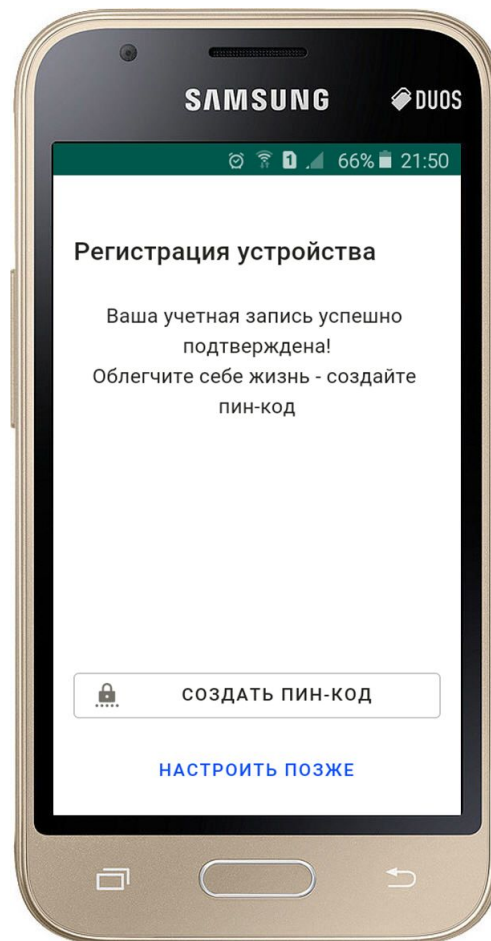 SAMSUNG DUOS
1 66% 21:50
Регистрация устройства
Ваша учетная запись успешно
подтверждена!
Облегчите себе жизнь - создайте
пин-код
СОЗДАТЬ ПИН-КОД
НАСТРОИТЬ ПОЗЖЕ